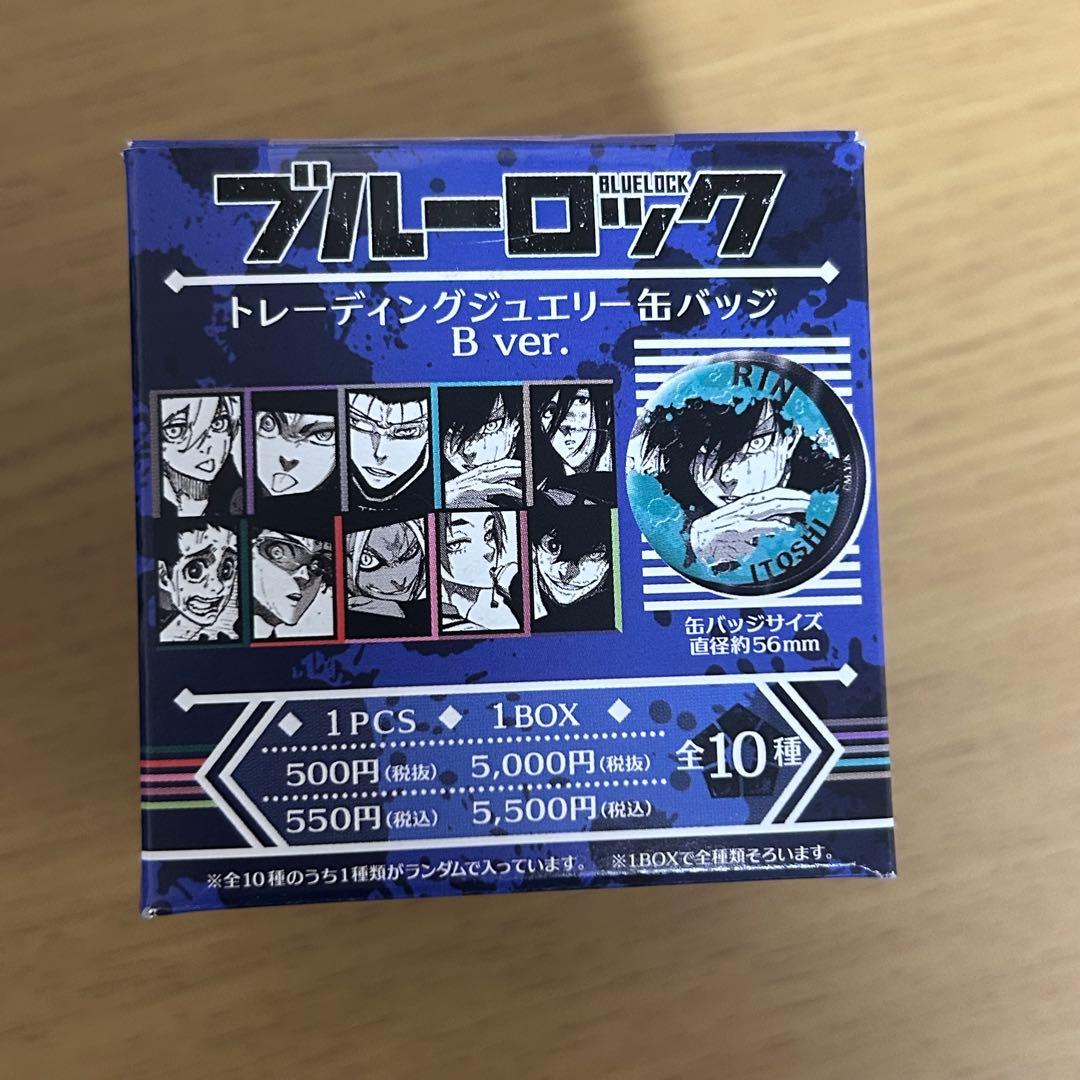 ブルーロック
BLUELOCK
トレーディングジュエリー缶バッジ
B ver.
RIN
ITOSHI
©M.Y.K
缶バッジサイズ
直径約56mm
◆ 1PCS ◆ 1BOX ◆
500円(税抜) 5,000円(税抜)
550円(税込) 5,500円(税込)
全10種
※全10種のうち1種類がランダムで入っています。 ※1BOXで全種類そろいます。